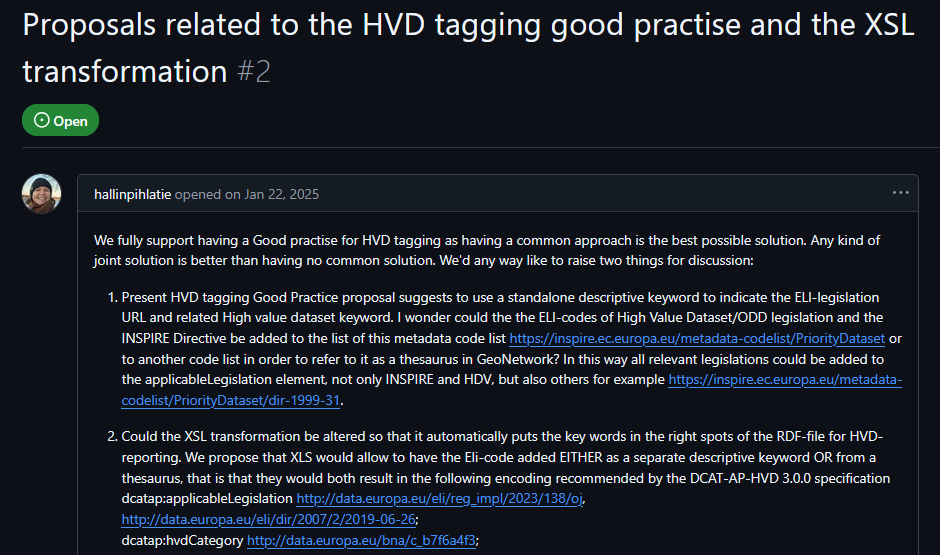 Proposals related to the HVD tagging good practise and the XSL
transformation #2
Open
hallinpihlatie opened on Jan 22, 2025
We fully support having a Good practise for HVD tagging as having a common approach is the best possible solution. Any kind of
joint solution is better than having no common solution. We'd any way like to raise two things for discussion:
1. Present HVD tagging Good Practice proposal suggests to use a standalone descriptive keyword to indicate the ELI-legislation
URL and related High value dataset keyword. I wonder could the the ELI-codes of High Value Dataset/ODD legislation and the
INSPIRE Directive be added to the list of this metadata code list https://inspire.ec.europa.eu/metadata-codelist/PriorityDataset or
to another code list in order to refer to it as a thesaurus in GeoNetwork? In this way all relevant legislations could be added to
the applicableLegislation element, not only INSPIRE and HDV, but also others for example https://inspire.ec.europa.eu/metadata-
codelist/PriorityDataset/dir-1999-31.
2. Could the XSL transformation be altered so that it automatically puts the key words in the right spots of the RDF-file for HVD-
reporting. We propose that XLS would allow to have the Eli-code added EITHER as a separate descriptive keyword OR from a
thesaurus, that is that they would both result in the following encoding recommended by the DCAT-AP-HVD 3.0.0 specification
dcatap:applicableLegislation http://data.europa.eu/eli/reg_impl/2023/138/oj,
http://data.europa.eu/eli/dir/2007/2/2019-06-26;
dcatap:hvdCategory http://data.europa.eu/bna/c_b7f6a4f3;